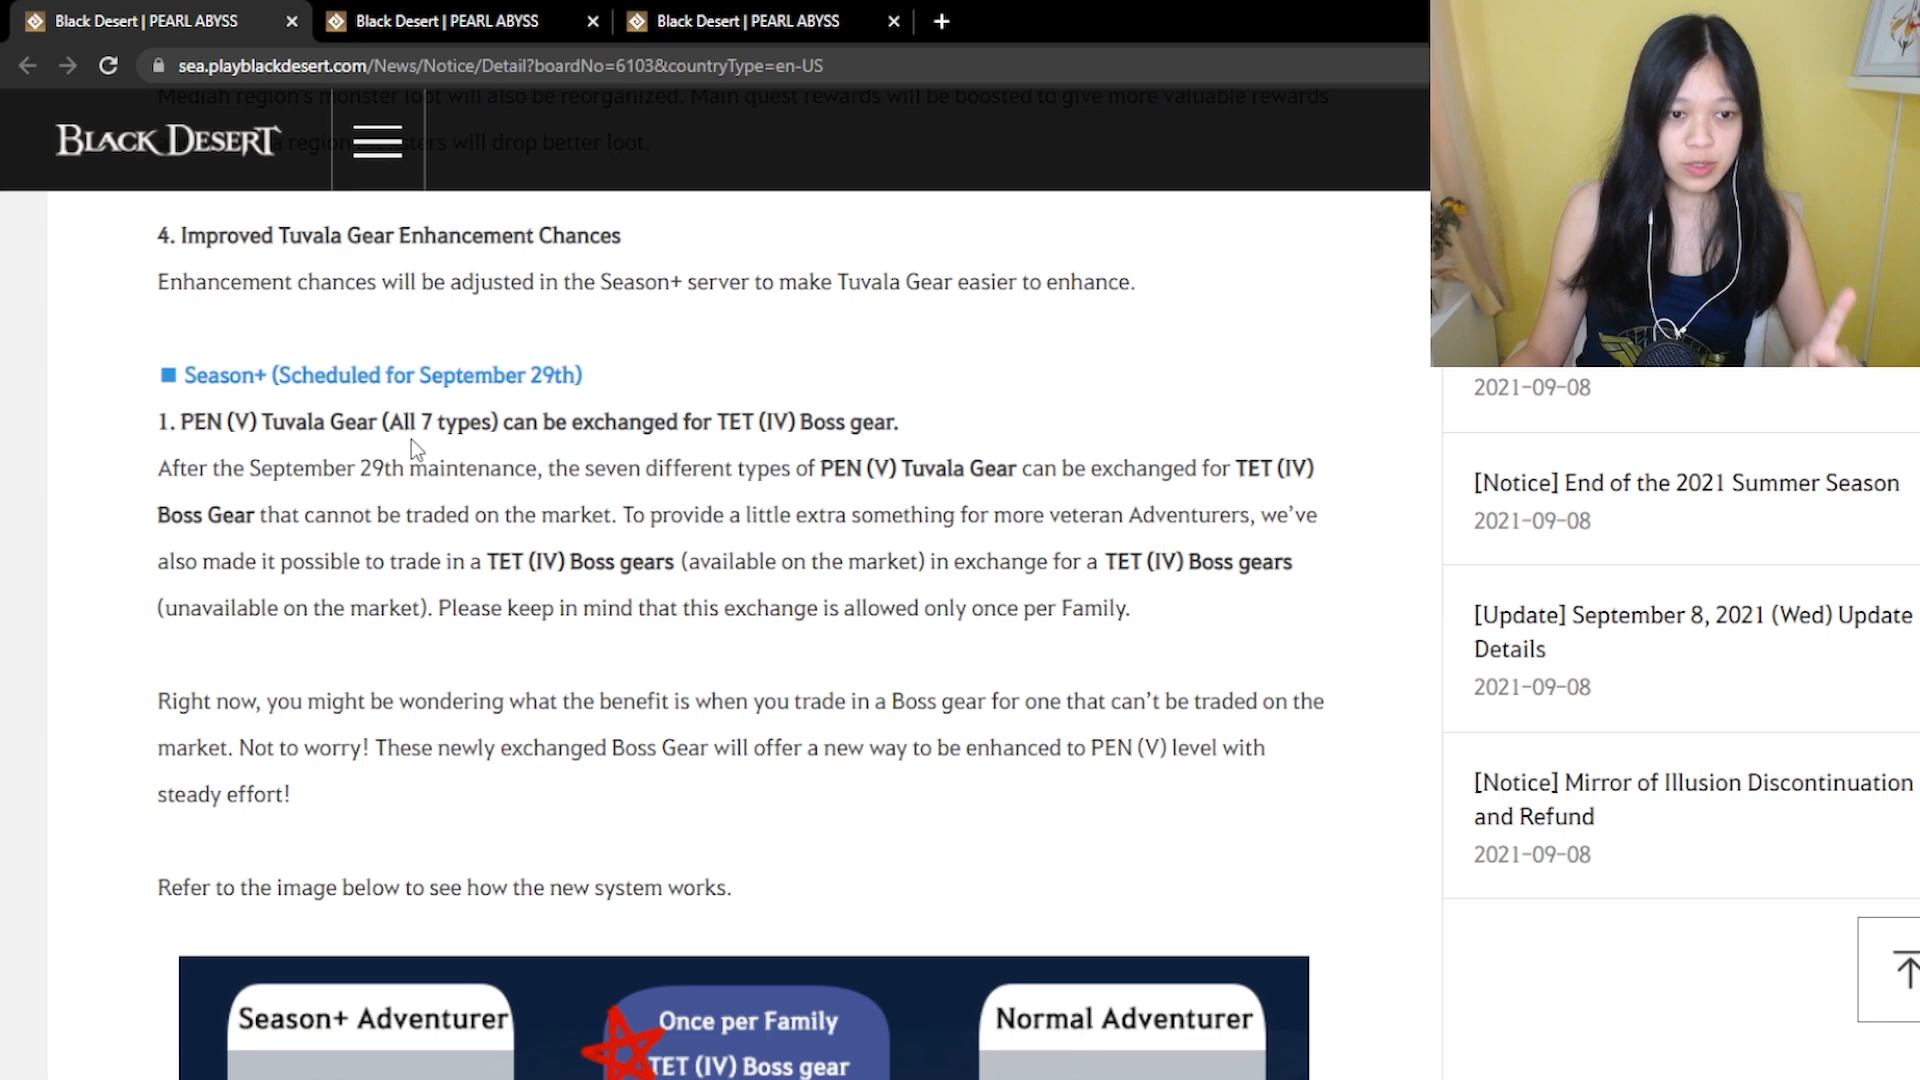 Black Desert | PEARL ABYSS
Black Desert | PEARL ABYSS
Black Desert | PEARL ABYSS
sea.playblackdesert.com/News/Notice/Detail?boardNo=6103&countryType=en-US
Median region's monster loot will also be reorganized. Main quest rewards will be boosted to give more valuable rewards
region monsters will drop better loot.
BLACK DESERT
4. Improved Tuvala Gear Enhancement Chances
Enhancement chances will be adjusted in the Season+ server to make Tuvala Gear easier to enhance.
■ Season+ (Scheduled for September 29th)
1. PEN (V) Tuvala Gear (All 7 types) can be exchanged for TET (IV) Boss gear.
After the September 29th maintenance, the seven different types of PEN (V) Tuvala Gear can be exchanged for TET (IV)
Boss Gear that cannot be traded on the market. To provide a little extra something for more veteran Adventurers, we've
also made it possible to trade in a TET (IV) Boss gears (available on the market) in exchange for a TET (IV) Boss gears
(unavailable on the market). Please keep in mind that this exchange is allowed only once per Family.
Right now, you might be wondering what the benefit is when you trade in a Boss gear for one that can't be traded on the
market. Not to worry! These newly exchanged Boss Gear will offer a new way to be enhanced to PEN (V) level with
steady effort!
Refer to the image below to see how the new system works.
Season+ Adventurer
Once per Family
TET (IV) Boss gear
Normal Adventurer
2021-09-08
[Notice] End of the 2021 Summer Season
2021-09-08
[Update] September 8, 2021 (Wed) Update
Details
2021-09-08
[Notice] Mirror of Illusion Discontinuation
and Refund
2021-09-08